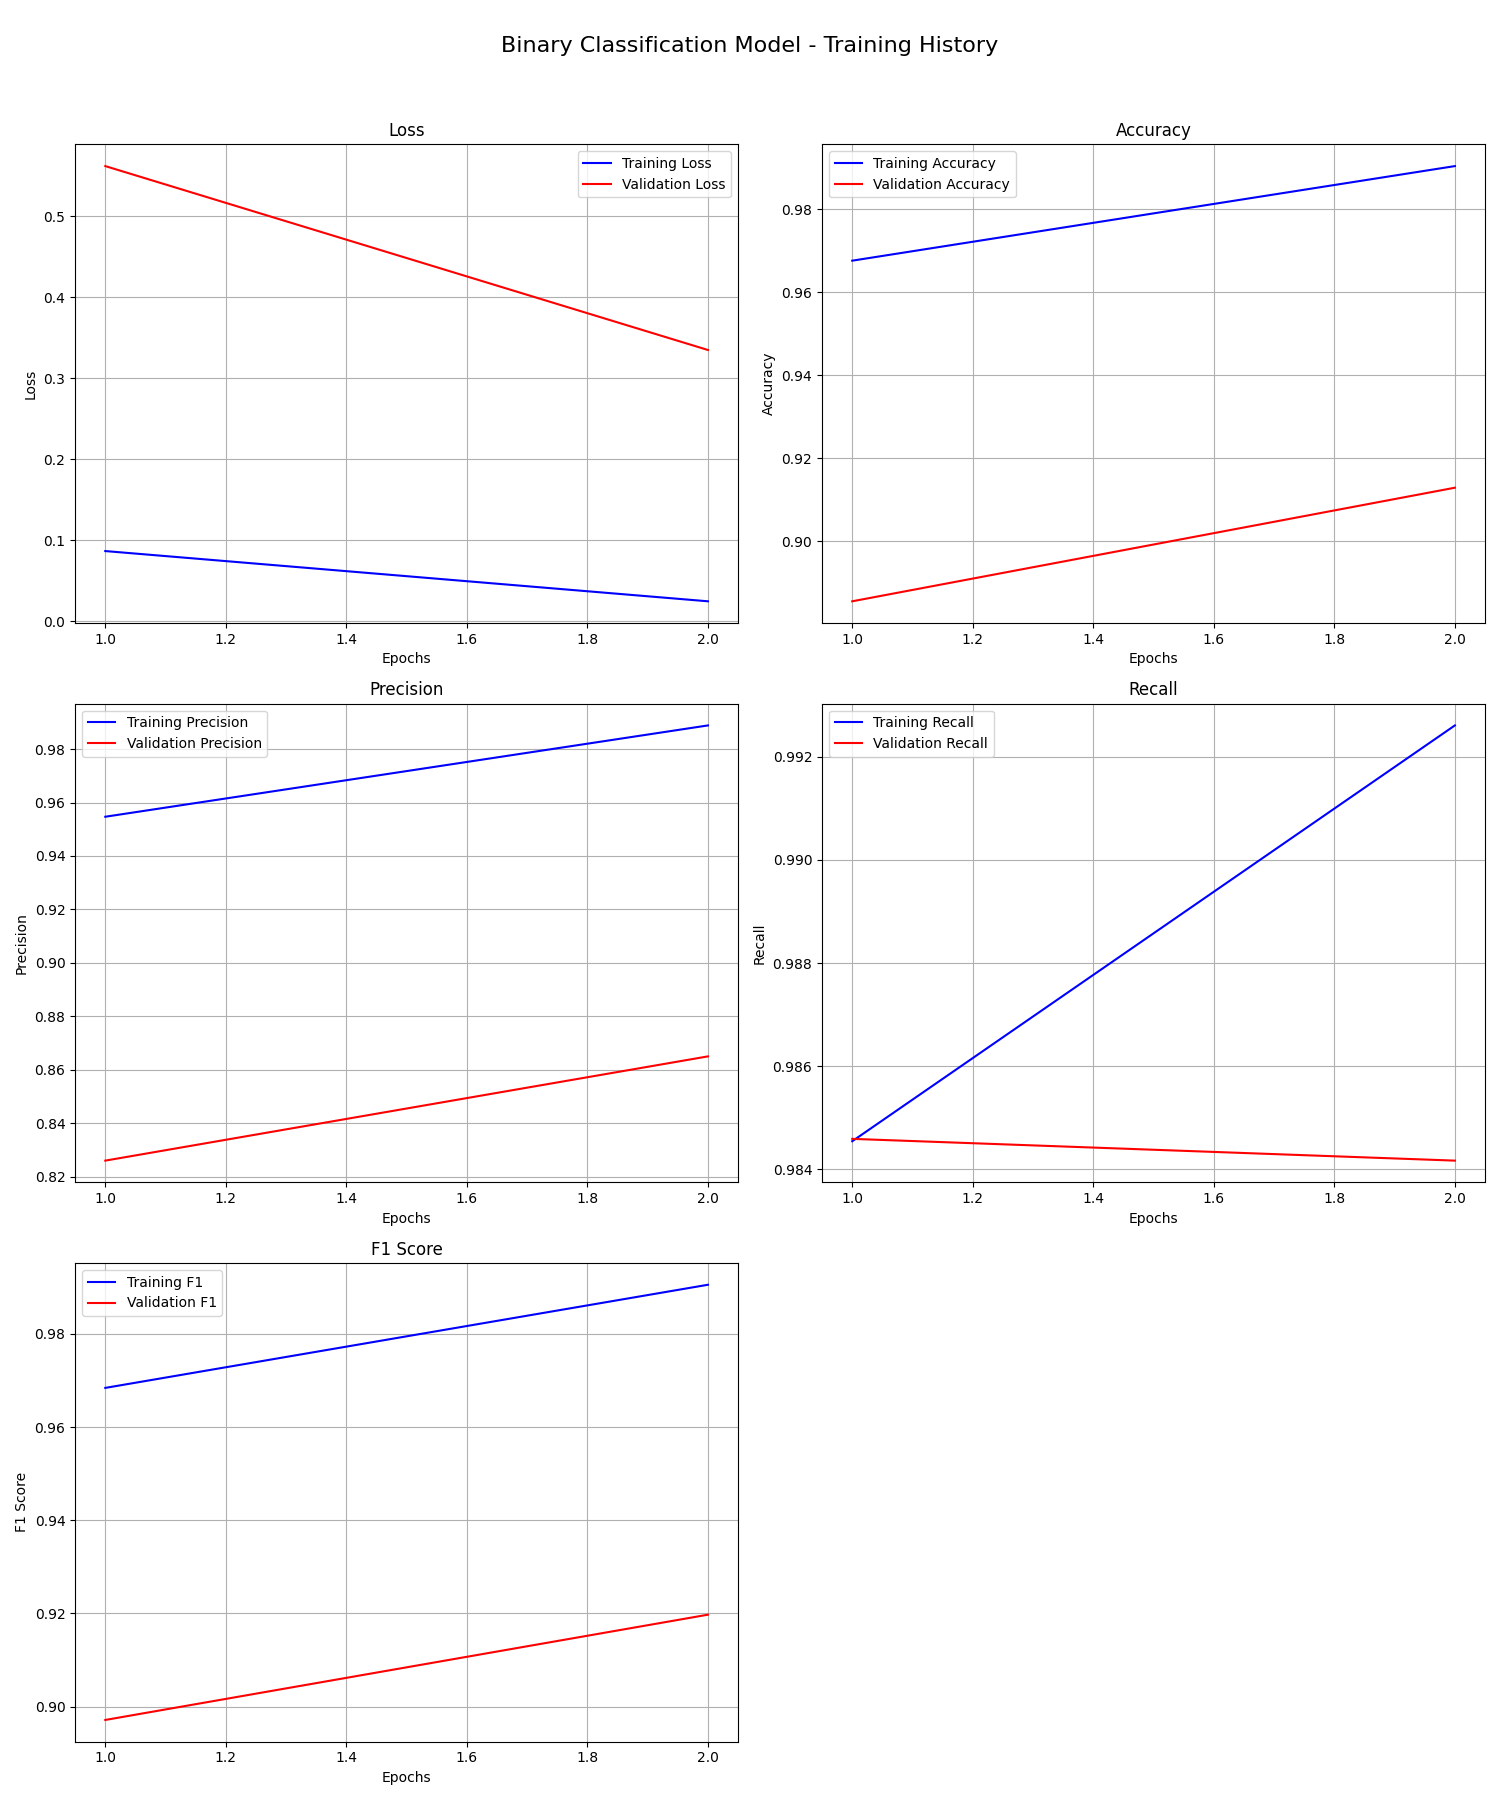 Binary Classification Model - Training History
Loss
Training Loss
Validation Loss
0.5
0.4
0.3
0.2
0.1
0.0
Loss
1.0 1.2 1.4 1.6 1.8 2.0
Epochs
Accuracy
Training Accuracy
Validation Accuracy
0.98
0.96
0.94
0.92
0.90
Accuracy
1.0 1.2 1.4 1.6 1.8 2.0
Epochs
Precision
Training Precision
Validation Precision
0.98
0.96
0.94
0.92
0.90
0.88
0.86
0.84
0.82
Precision
1.0 1.2 1.4 1.6 1.8 2.0
Epochs
Recall
Training Recall
Validation Recall
0.992
0.990
0.988
0.986
0.984
Recall
1.0 1.2 1.4 1.6 1.8 2.0
Epochs
F1 Score
Training F1
Validation F1
0.98
0.96
0.94
0.92
0.90
F1 Score
1.0 1.2 1.4 1.6 1.8 2.0
Epochs